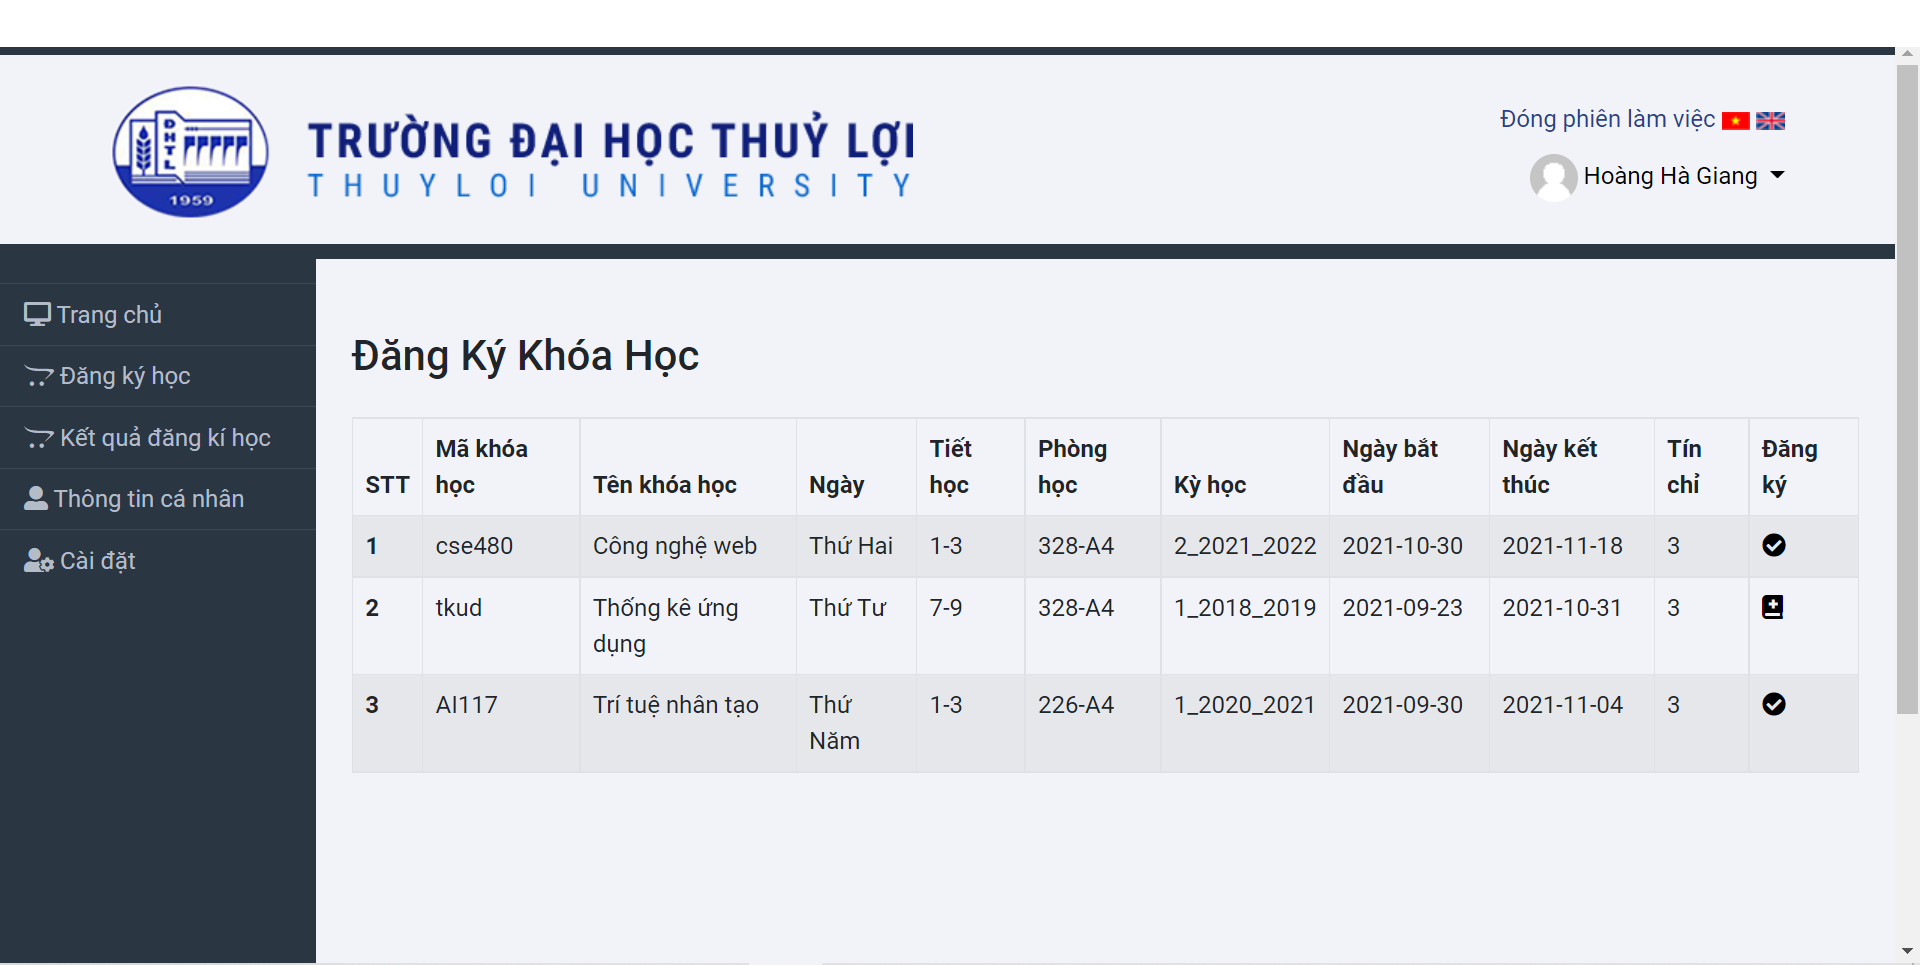 Đóng phiên làm việc
TRƯỜNG ĐẠI HỌC THUỶ LỢI
THUYLOI UNIVERSITY
ĐHTL
1959
Hoàng Hà Giang
Trang chủ
Đăng ký học
Kết quả đăng kí học
Thông tin cá nhân
Cài đặt
Đăng Ký Khóa Học
STT Mã khóa học Tên khóa học Ngày Tiết học Phòng học Kỳ học Ngày bắt đầu Ngày kết thúc Tín chỉ Đăng ký
1 cse480 Công nghệ web Thứ Hai 1-3 328-A4 2_2021_2022 2021-10-30 2021-11-18 3
2 tkud Thống kê ứng dụng Thứ Tư 7-9 328-A4 1_2018_2019 2021-09-23 2021-10-31 3
3 AI117 Trí tuệ nhân tạo Thứ Năm 1-3 226-A4 1_2020_2021 2021-09-30 2021-11-04 3